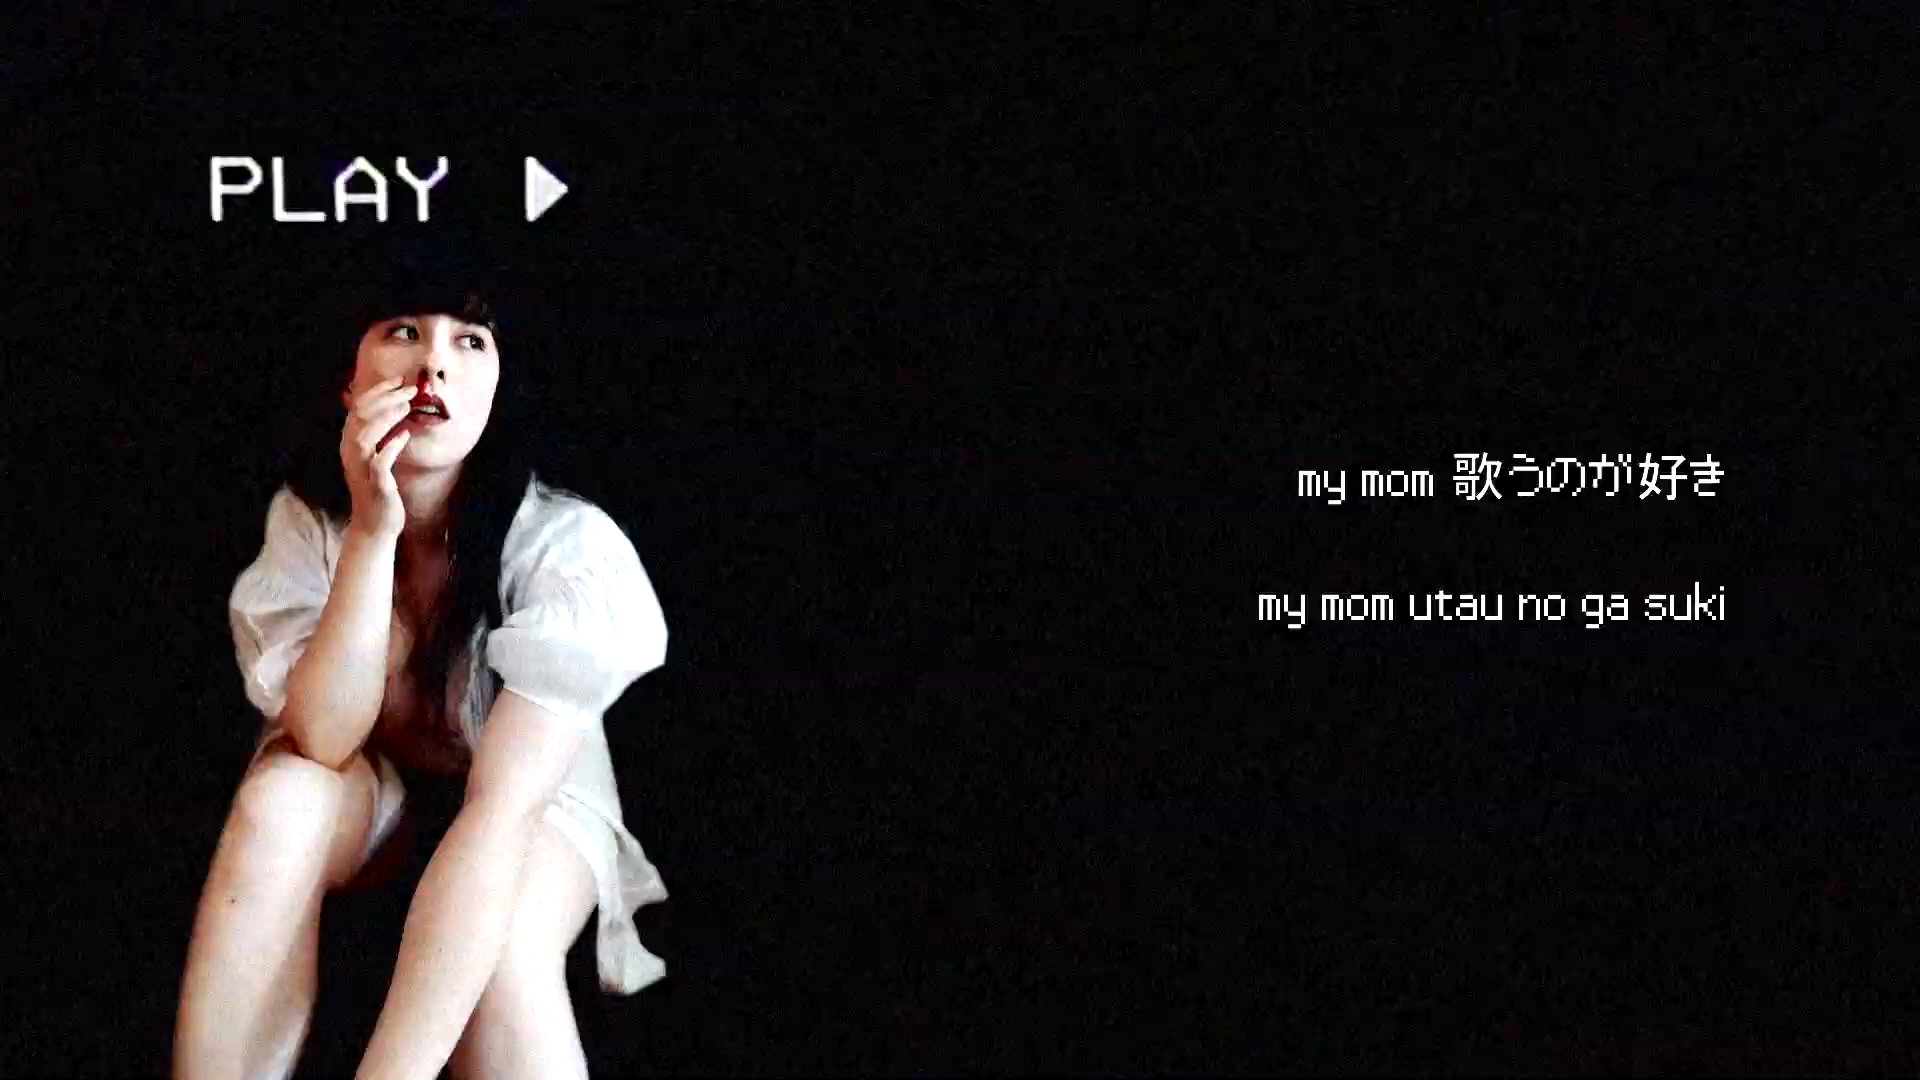 PLAY ▶
my mom 歌うのが好き
my mom utau no ga suki